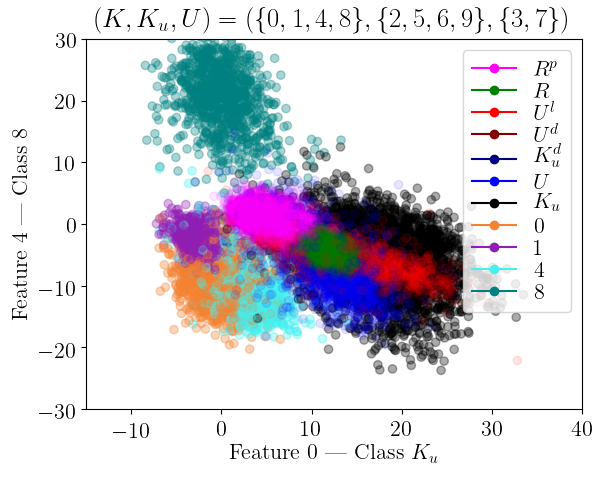 (K, K_u, U) = ({0, 1, 4, 8}, {2, 5, 6, 9}, {3, 7})
30
20
10
0
−10
−20
−30
Feature 4 — Class 8
R^p
R
U^l
U^d
K_u^d
U
K_u
0
1
4
8
−10 0 10 20 30 40
Feature 0 — Class K_u